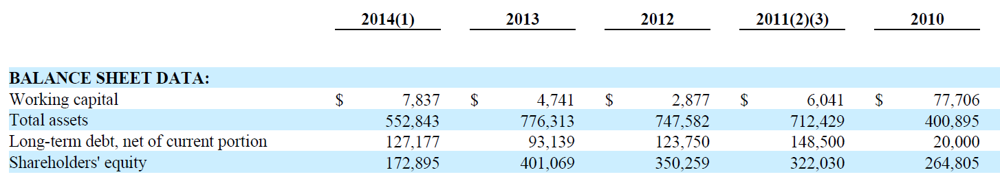 2014(1) 2013 2012 2011(2)(3) 2010
BALANCE SHEET DATA:
Working capital $ 7,837 $ 4,741 $ 2,877 $ 6,041 $ 77,706
Total assets 552,843 776,313 747,582 712,429 400,895
Long-term debt, net of current portion 127,177 93,139 123,750 148,500 20,000
Shareholders' equity 172,895 401,069 350,259 322,030 264,805